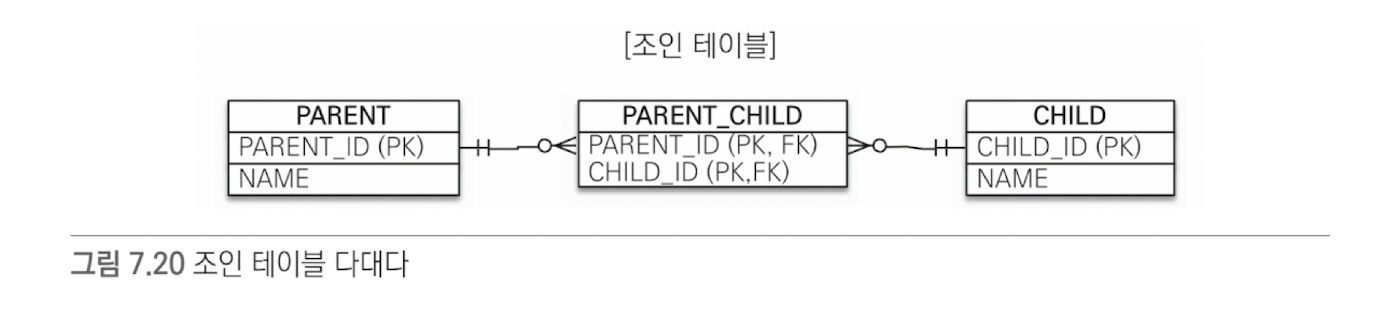 [조인 테이블]
PARENT
PARENT_ID (PK)
NAME
PARENT_CHILD
PARENT_ID (PK, FK)
CHILD_ID (PK,FK)
CHILD
CHILD_ID (PK)
NAME
그림 7.20 조인 테이블 다대다